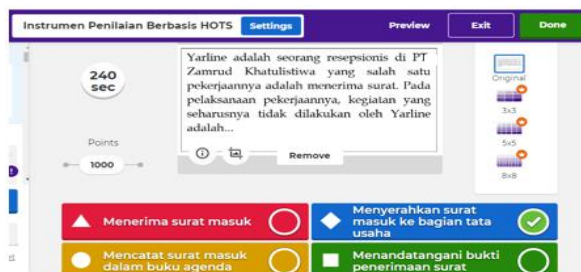 Instrumen Penilaian Berbasis HOTS Settings Preview Exit Done
240
sec
Points
1000
Yarline adalah seorang resepsionis di PT
Zamrud Khatulistiwa yang salah satu
pekerjaannya adalah menerima surat. Pada
pelaksanaan pekerjaannya, kegiatan yang
seharusnya tidak dilakukan oleh Yarline
adalah...
Remove
Original
3x3
5x5
8x8
Menerima surat masuk
Menyerahkan surat
masuk ke bagian tata
usaha
Mencatat surat masuk
dalam buku agenda
Menandatangani bukti
penerimaan surat